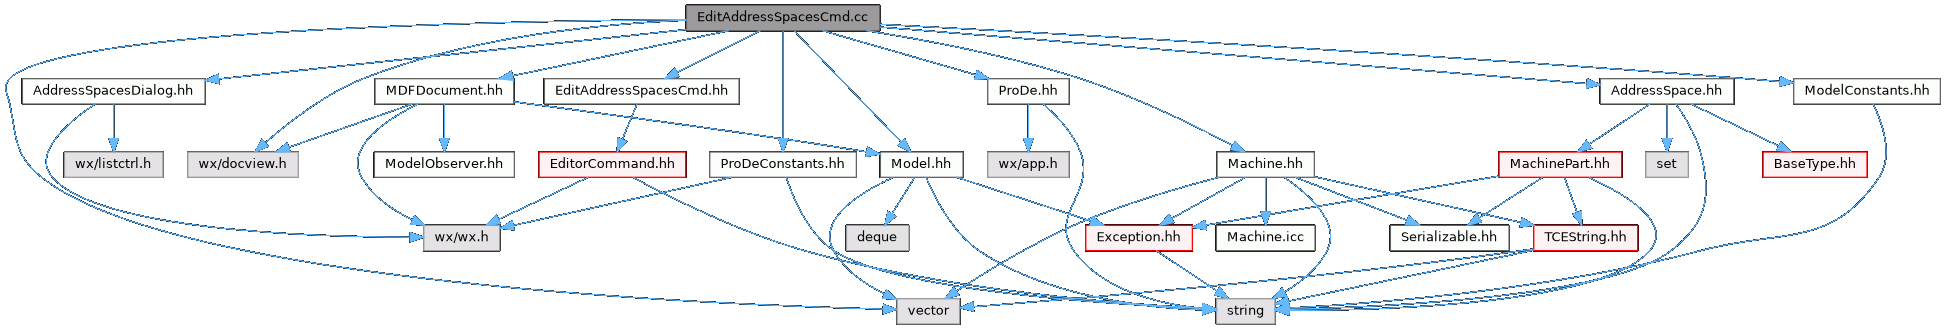 EditAddressSpacesCmd.cc
AddressSpacesDialog.hh
MDFDocument.hh
EditAddressSpacesCmd.hh
ProDe.hh
AddressSpace.hh
ModelConstants.hh
wx/listctrl.h
wx/docview.h
ModelObserver.hh
EditorCommand.hh
ProDeConstants.hh
Model.hh
wx/app.h
Machine.hh
MachinePart.hh
set
BaseType.hh
wx/wx.h
deque
Exception.hh
Machine.icc
Serializable.hh
TCEString.hh
vector
string